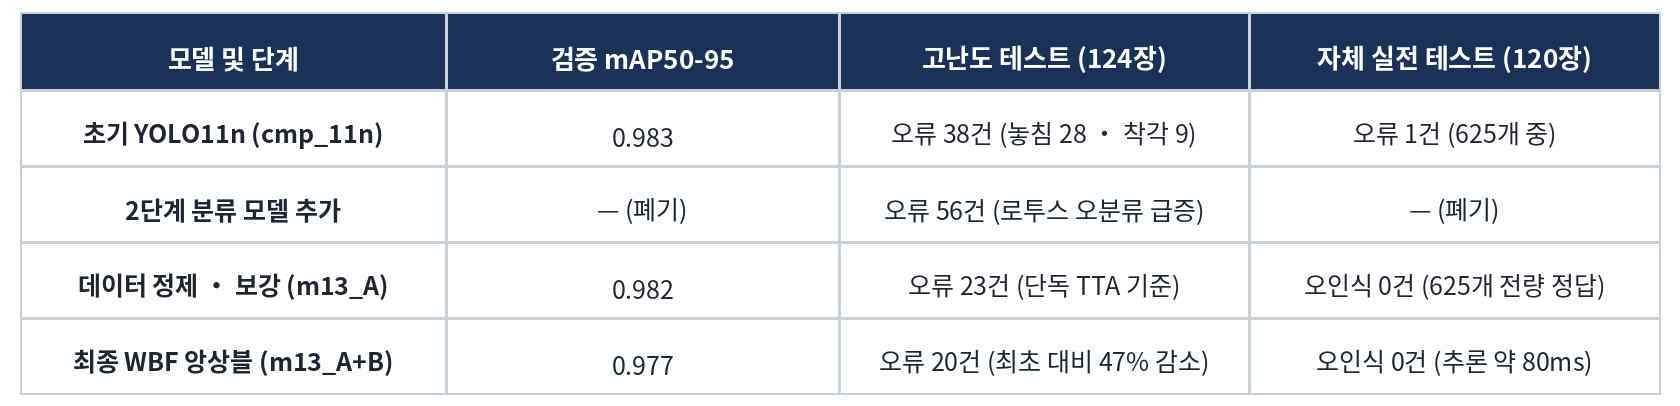 모델 및 단계 검증 mAP50-95 고난도 테스트 (124장) 자체 실전 테스트 (120장)
초기 YOLO11n (cmp_11n) 0.983 오류 38건 (놓침 28 · 착각 9) 오류 1건 (625개 중)
2단계 분류 모델 추가 — (폐기) 오류 56건 (로투스 오분류 급증) — (폐기)
데이터 정제 · 보강 (m13_A) 0.982 오류 23건 (단독 TTA 기준) 오인식 0건 (625개 전량 정답)
최종 WBF 앙상블 (m13_A+B) 0.977 오류 20건 (최초 대비 47% 감소) 오인식 0건 (추론 약 80ms)